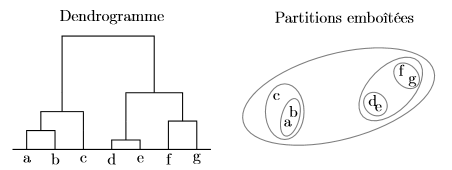 Dendrogramme
Partitions emboîtées
a b c d e f g
c b a
f g
d e